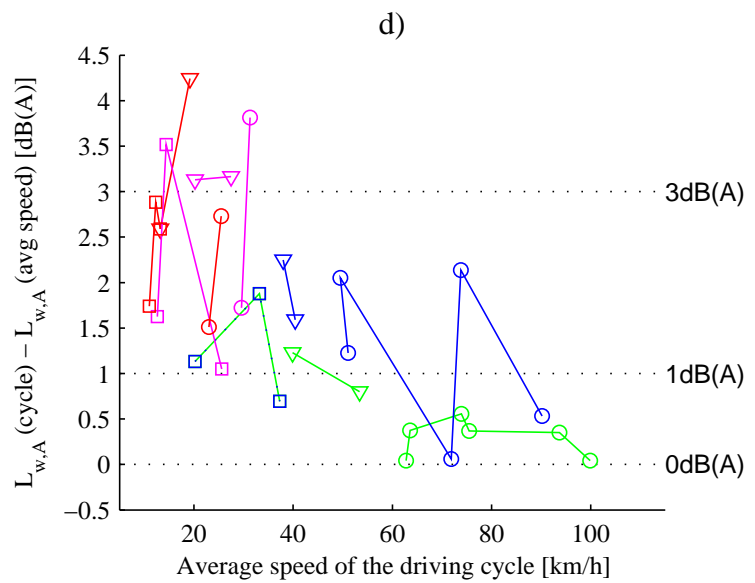 d)
4.5
4
3.5
3
2.5
2
1.5
1
0.5
0
−0.5
L_w,A (cycle) − L_w,A (avg speed) [dB(A)]
3dB(A)
1dB(A)
0dB(A)
20 40 60 80 100
Average speed of the driving cycle [km/h]